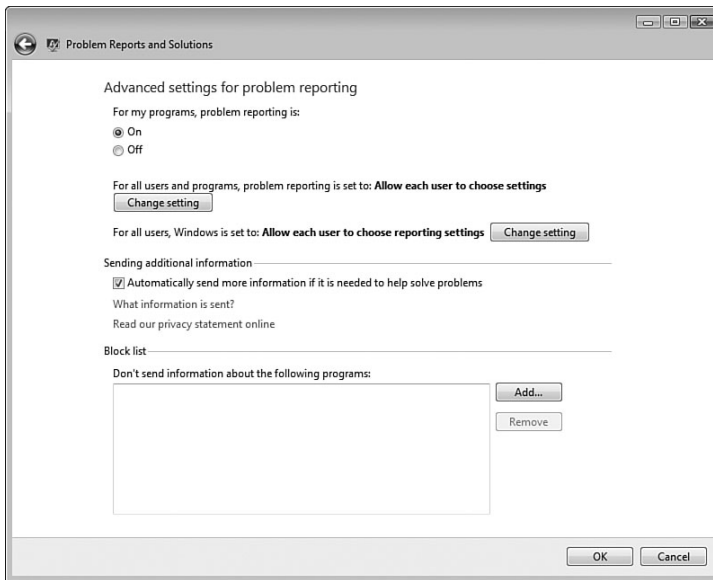 Problem Reports and Solutions
Advanced settings for problem reporting
For my programs, problem reporting is:
On
Off
For all users and programs, problem reporting is set to: Allow each user to choose settings
Change setting
For all users, Windows is set to: Allow each user to choose reporting settings Change setting
Sending additional information
Automatically send more information if it is needed to help solve problems
What information is sent?
Read our privacy statement online
Block list
Don't send information about the following programs:
Add...
Remove
OK Cancel